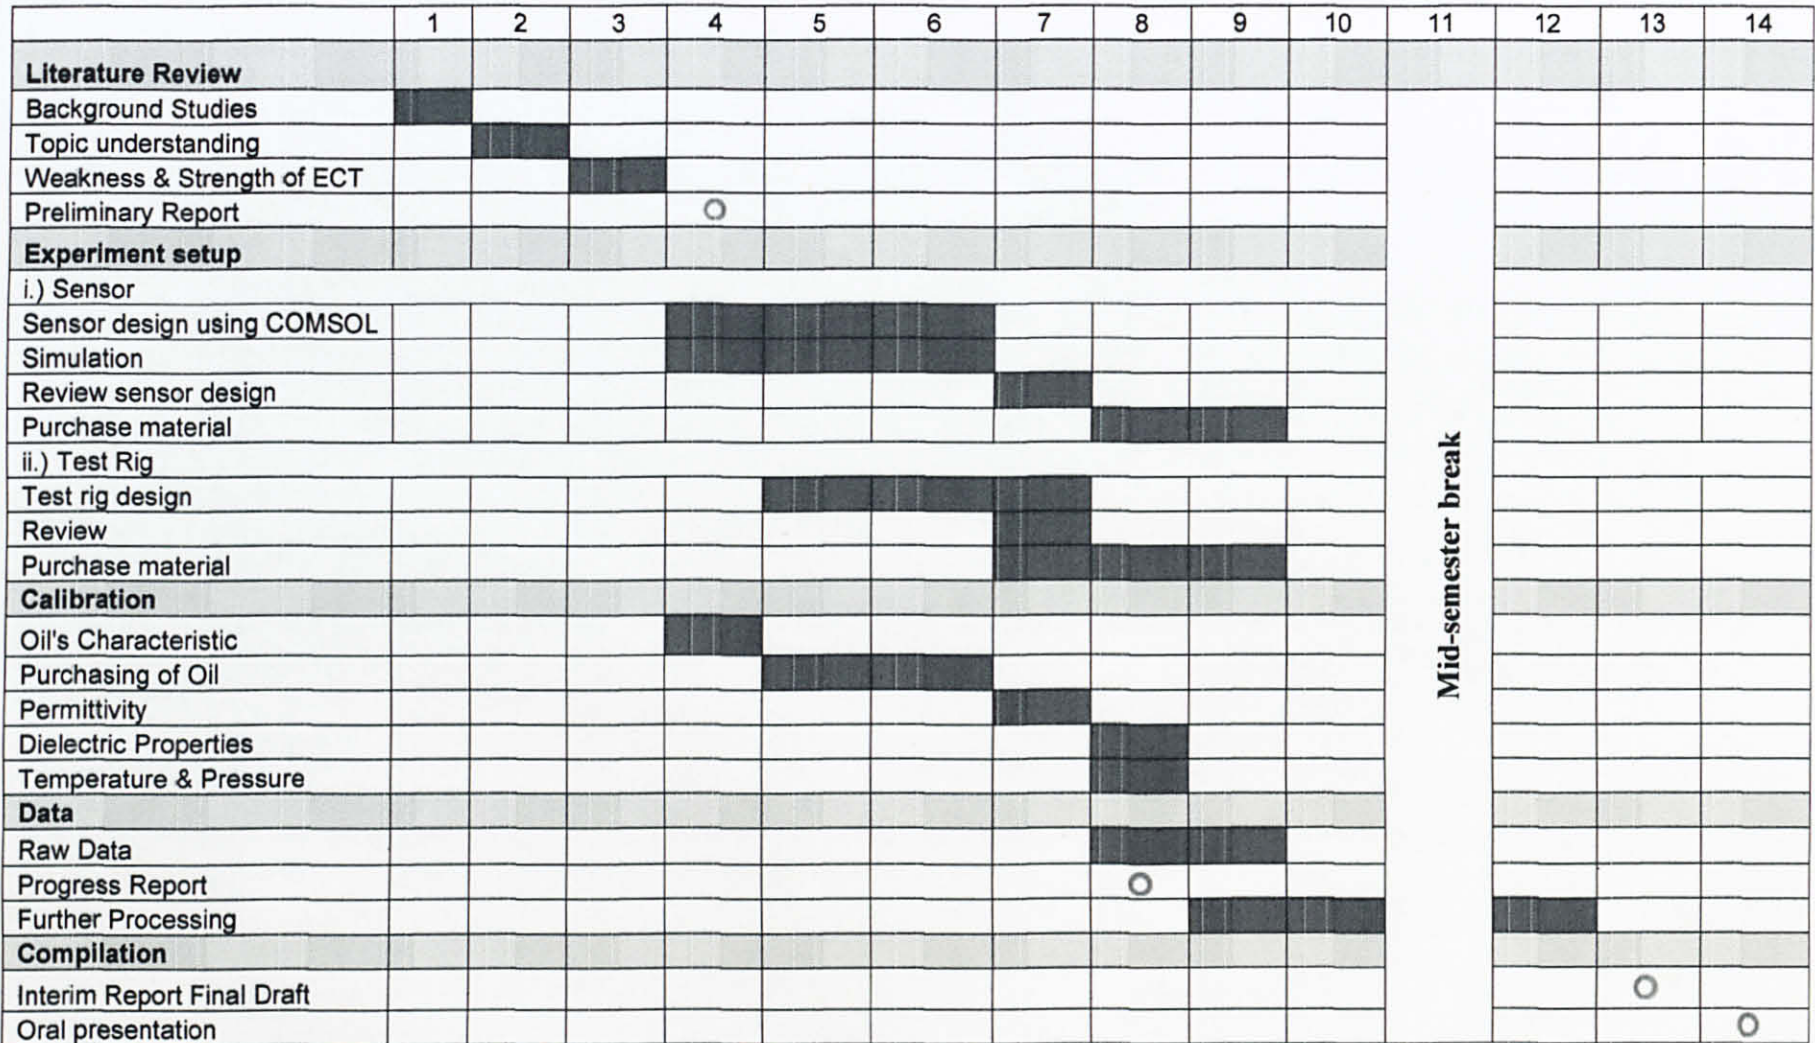 1 2 3 4 5 6 7 8 9 10 11 12 13 14
Literature Review
Background Studies
Topic understanding
Weakness & Strength of ECT
Preliminary Report
Experiment setup
i.) Sensor
Sensor design using COMSOL
Simulation
Review sensor design
Purchase material
ii.) Test Rig
Test rig design
Review
Purchase material
Calibration
Oil's Characteristic
Purchasing of Oil
Permittivity
Dielectric Properties
Temperature & Pressure
Data
Raw Data
Progress Report
Further Processing
Compilation
Interim Report Final Draft
Oral presentation
Mid-semester break